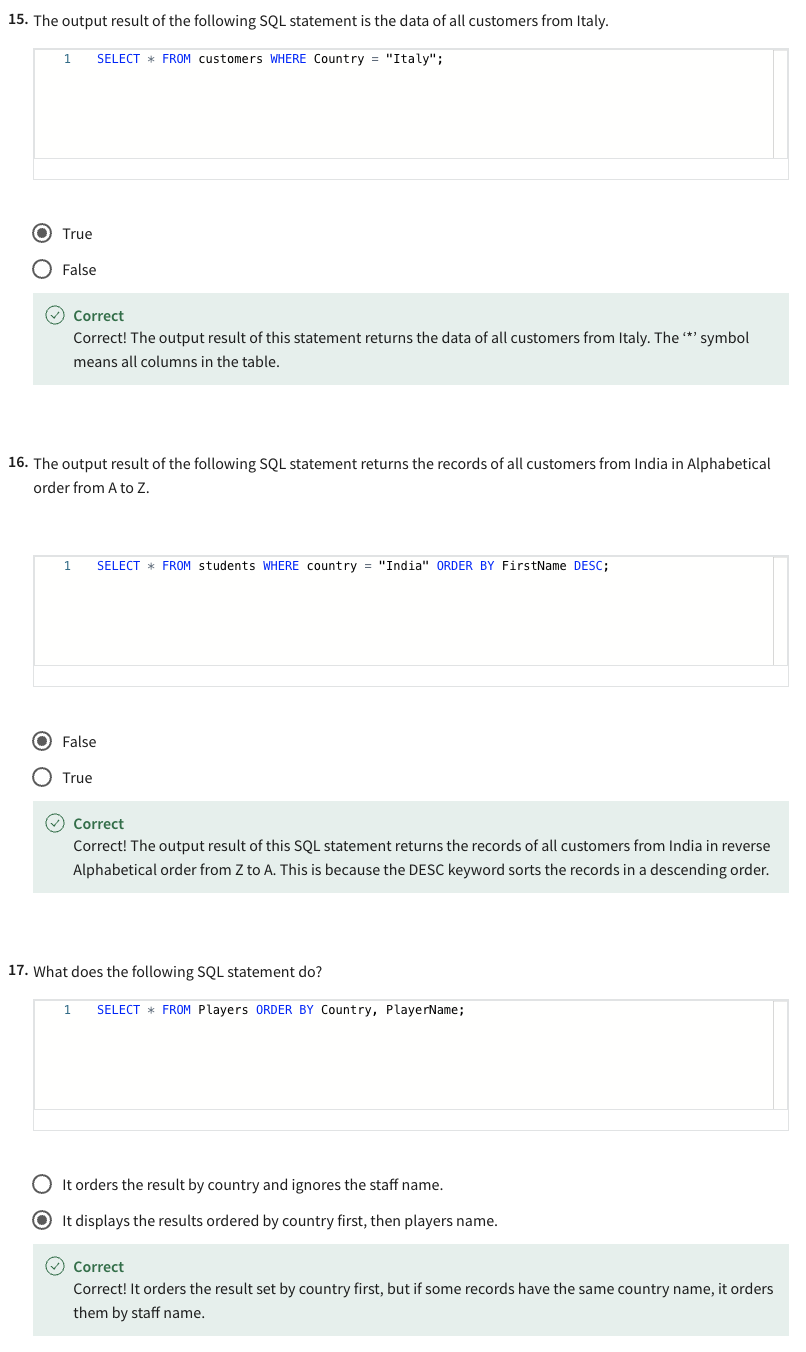 15. The output result of the following SQL statement is the data of all customers from Italy.
1 SELECT * FROM customers WHERE Country = "Italy";
True
False
Correct
Correct! The output result of this statement returns the data of all customers from Italy. The ‘*’ symbol
means all columns in the table.
16. The output result of the following SQL statement returns the records of all customers from India in Alphabetical
order from A to Z.
1 SELECT * FROM students WHERE country = "India" ORDER BY FirstName DESC;
False
True
Correct
Correct! The output result of this SQL statement returns the records of all customers from India in reverse
Alphabetical order from Z to A. This is because the DESC keyword sorts the records in a descending order.
17. What does the following SQL statement do?
1 SELECT * FROM Players ORDER BY Country, PlayerName;
It orders the result by country and ignores the staff name.
It displays the results ordered by country first, then players name.
Correct
Correct! It orders the result set by country first, but if some records have the same country name, it orders
them by staff name.